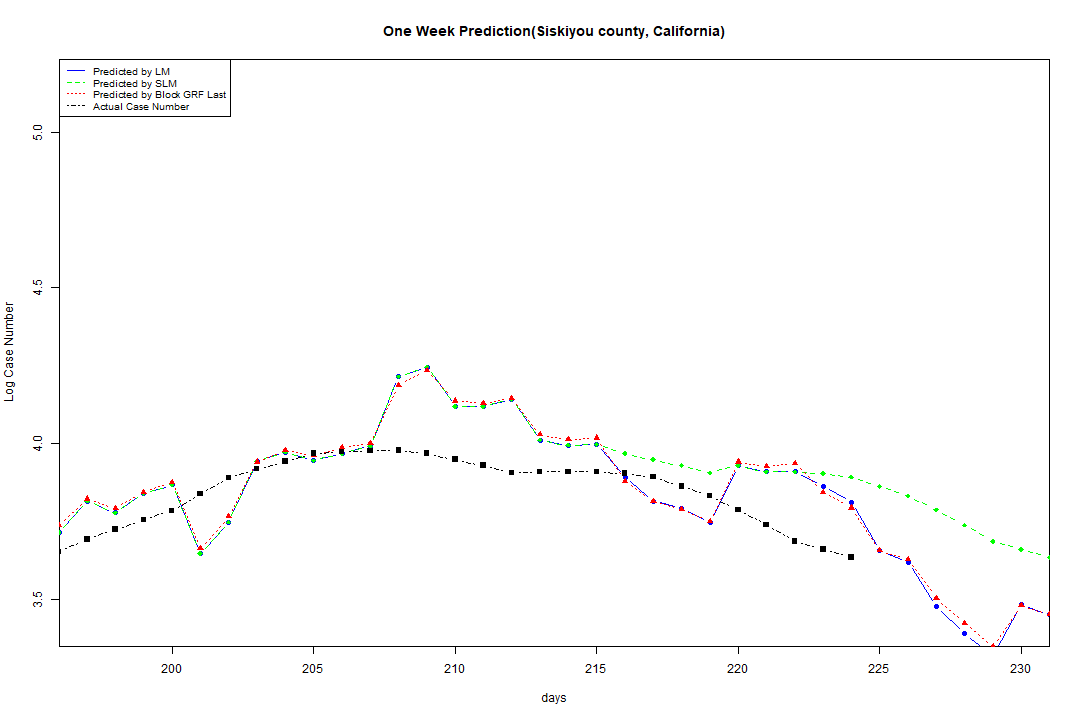 One Week Prediction(Siskiyou county, California)
Predicted by LM
Predicted by SLM
Predicted by Block GRF Last
Actual Case Number
5.0
4.5
4.0
3.5
Log Case Number
200 205 210 215 220 225 230
days